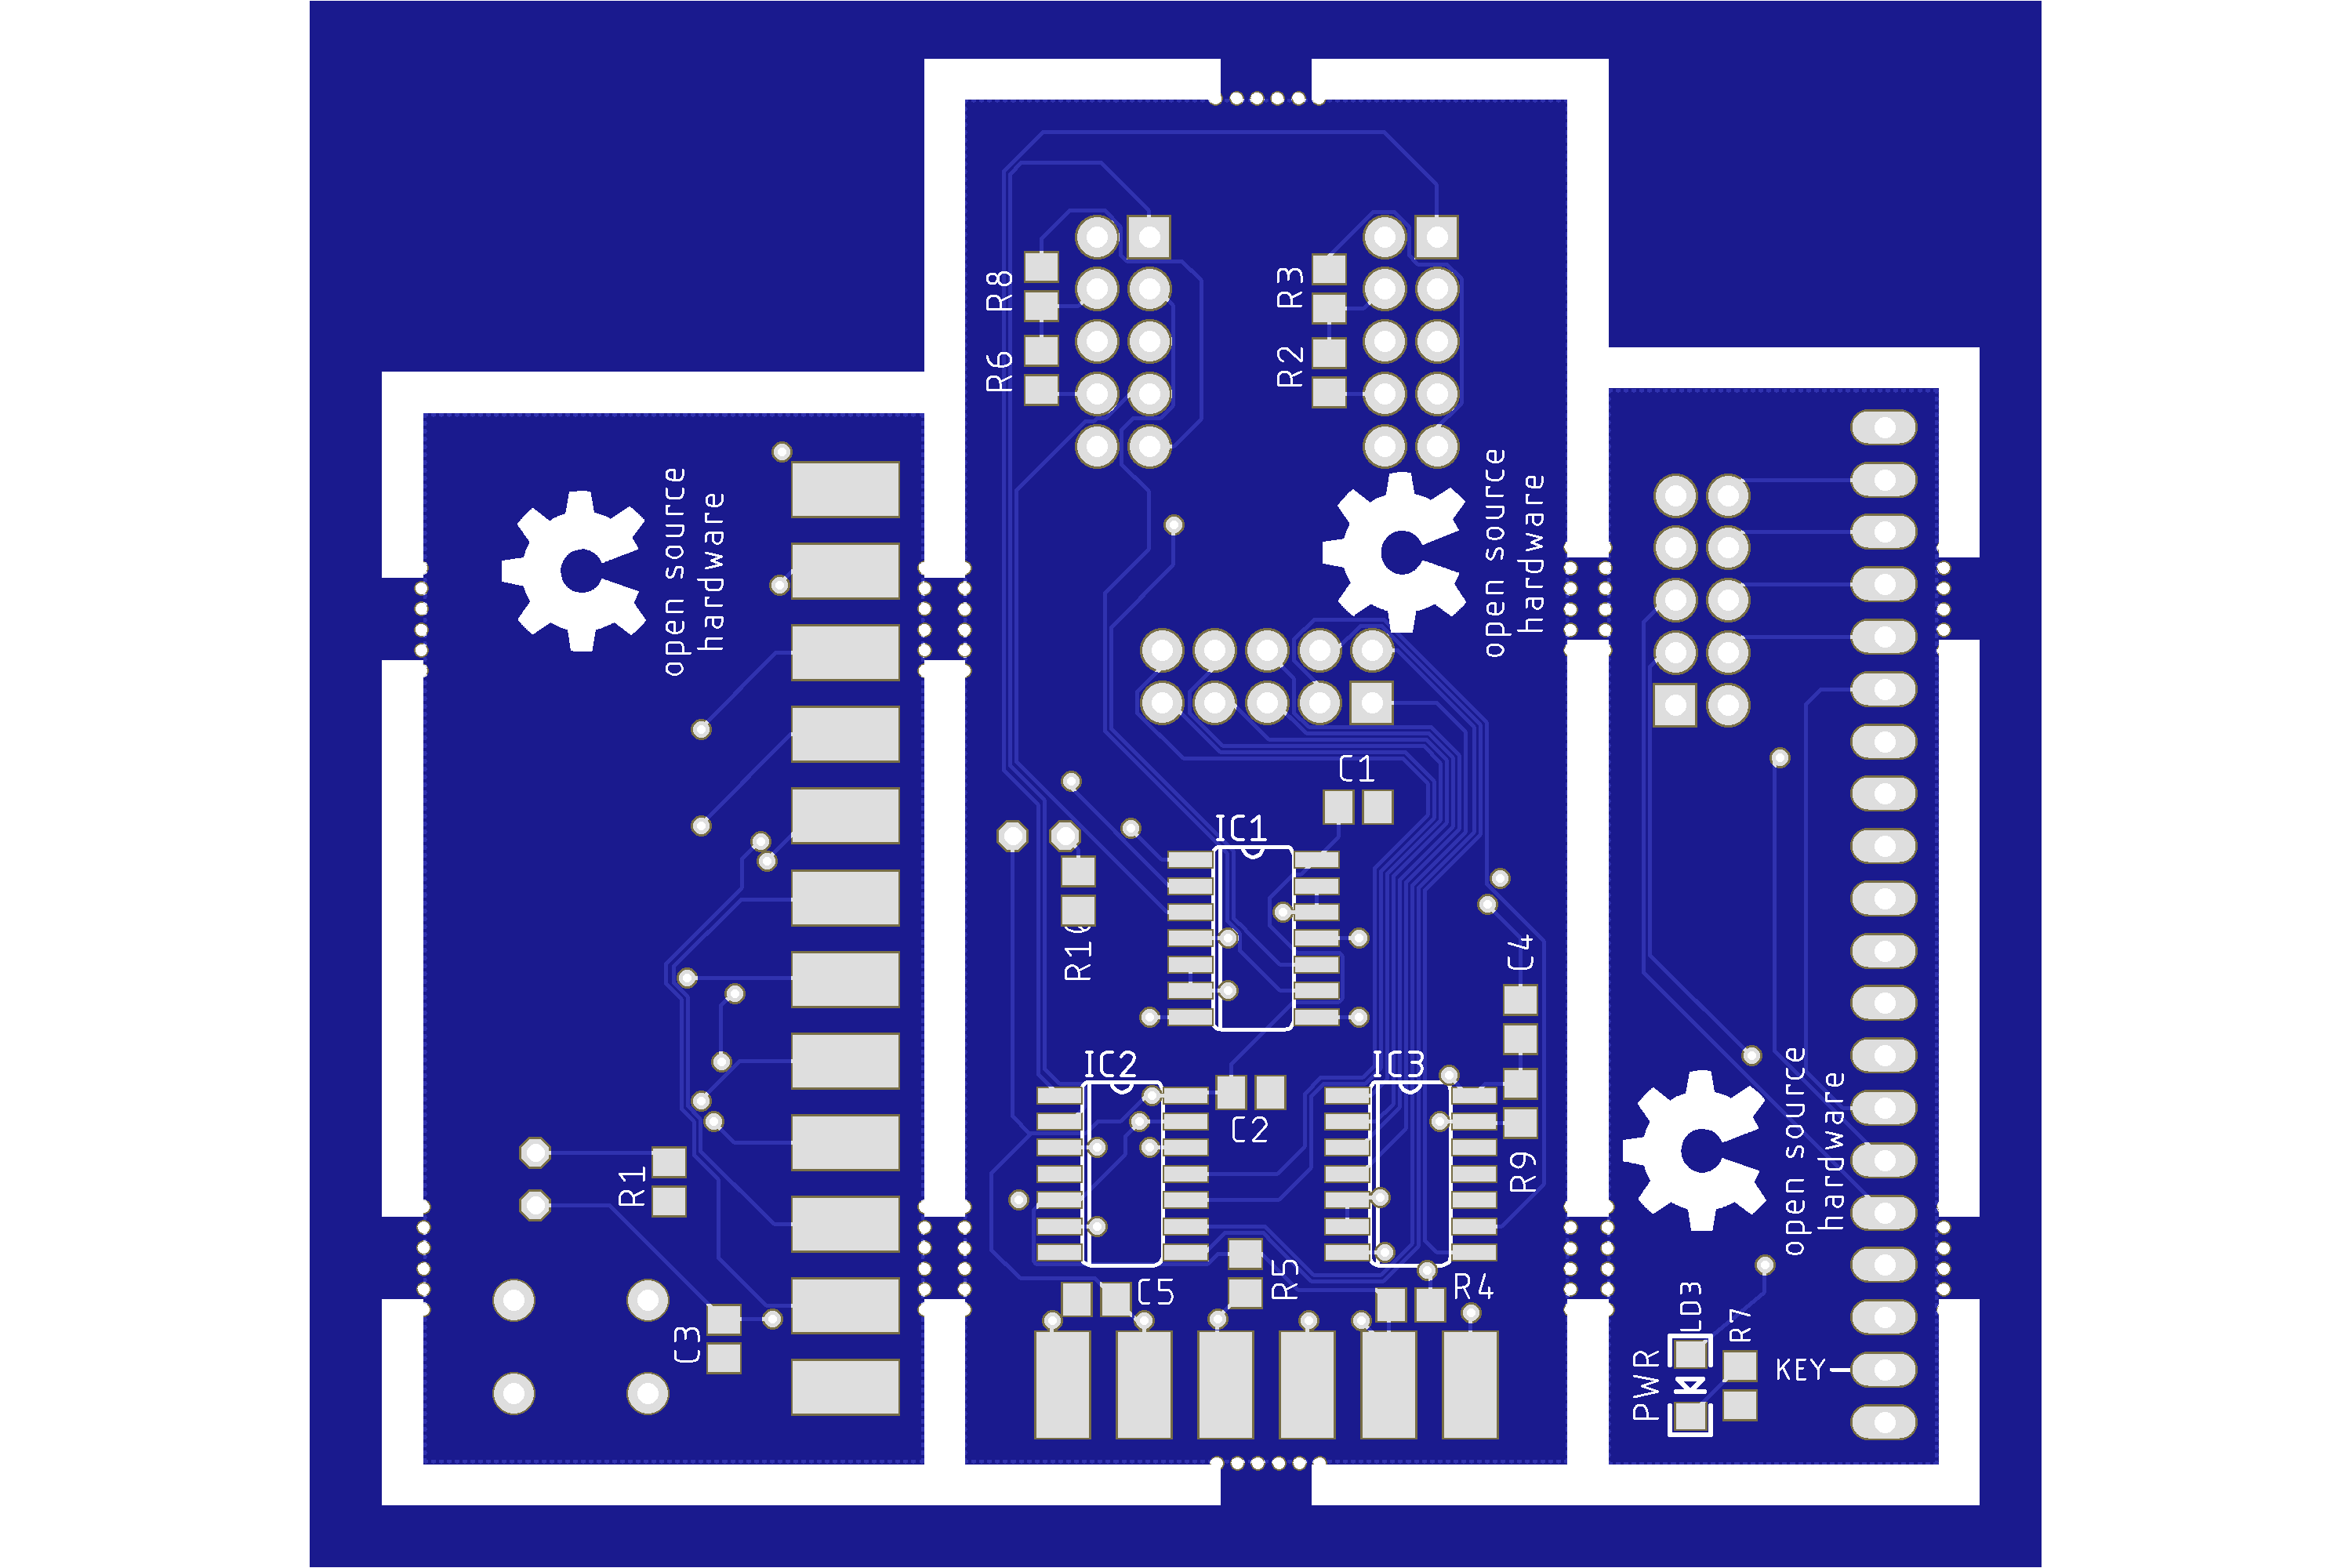 R8
R3
R6
R2
open source
hardware
open source
hardware
C1
IC1
R10
C4
IC2
IC3
C2
R9
R1
open source
hardware
C5
R5
R4
C3
LD3
R7
PWR
KEY